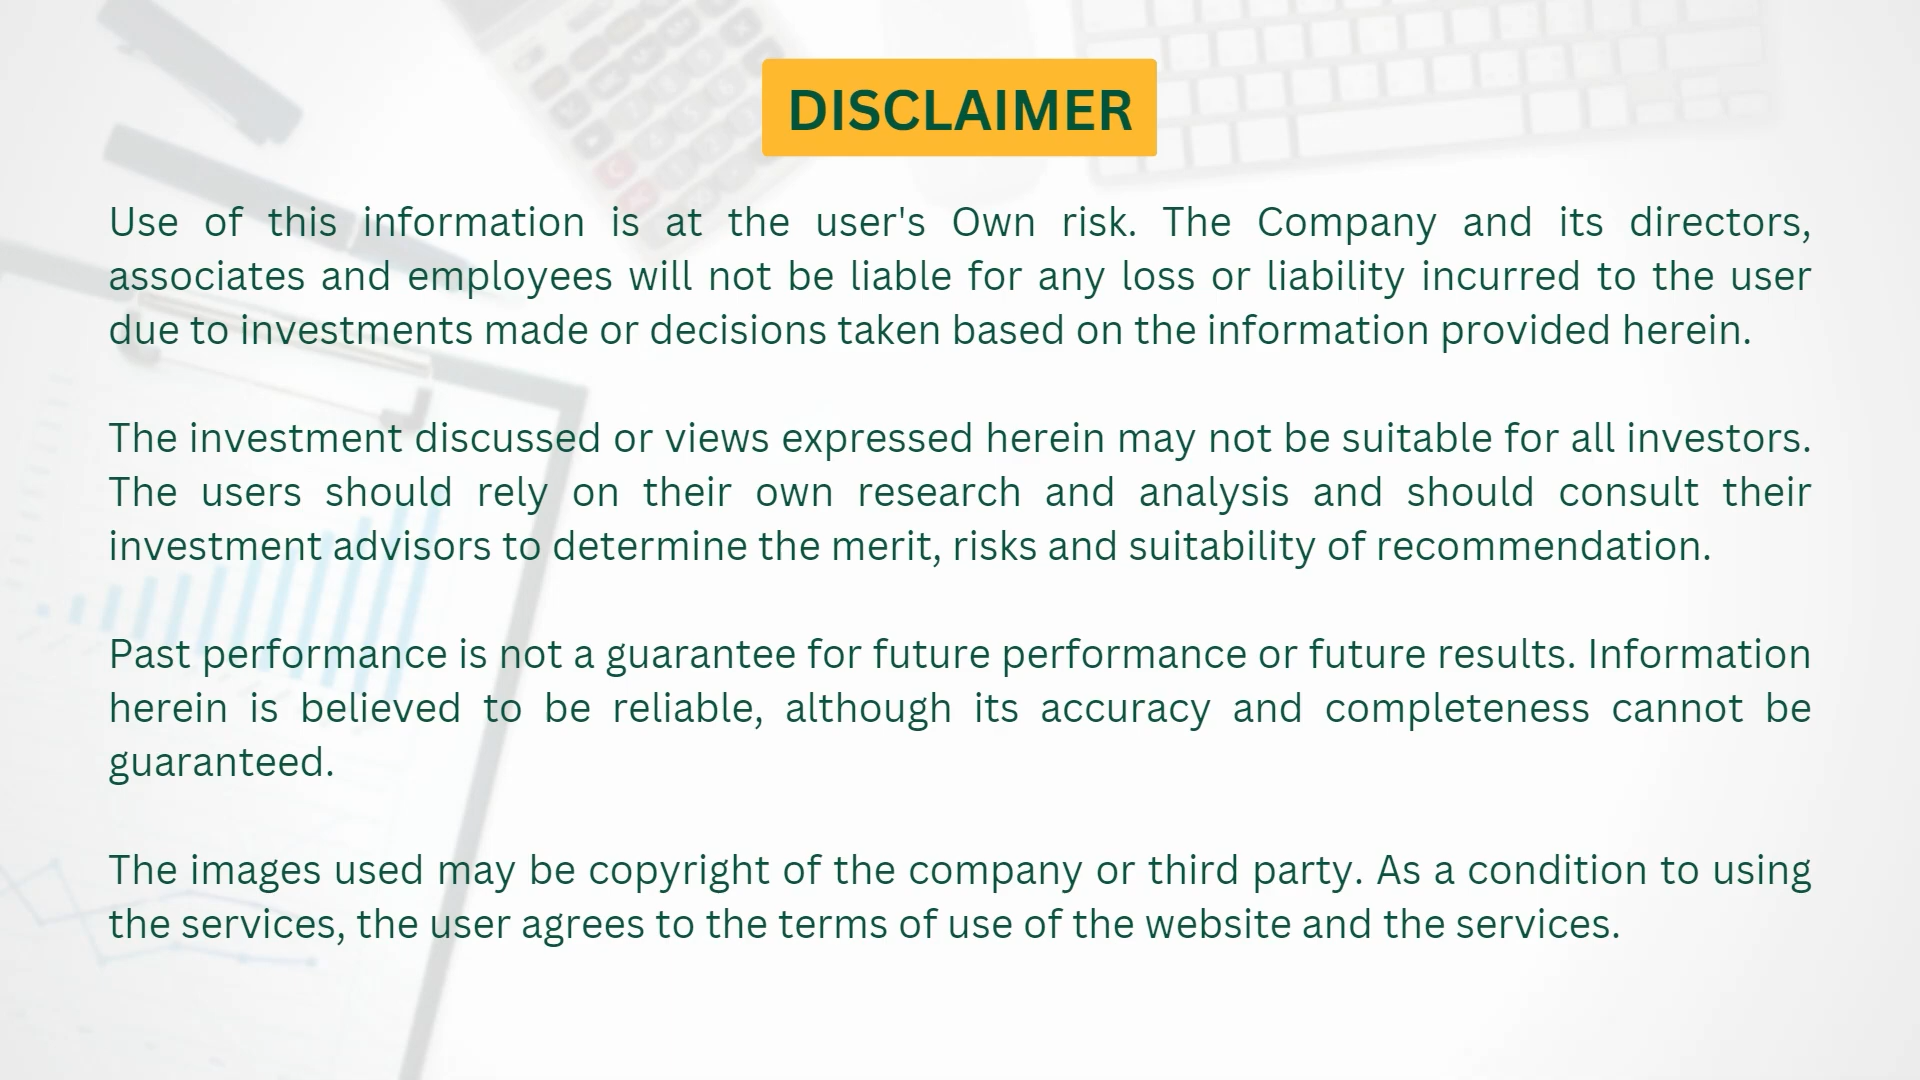 DISCLAIMER
Use of this information is at the user's Own risk. The Company and its directors,
associates and employees will not be liable for any loss or liability incurred to the user
due to investments made or decisions taken based on the information provided herein.
The investment discussed or views expressed herein may not be suitable for all investors.
The users should rely on their own research and analysis and should consult their
investment advisors to determine the merit, risks and suitability of recommendation.
Past performance is not a guarantee for future performance or future results. Information
herein is believed to be reliable, although its accuracy and completeness cannot be
guaranteed.
The images used may be copyright of the company or third party. As a condition to using
the services, the user agrees to the terms of use of the website and the services.